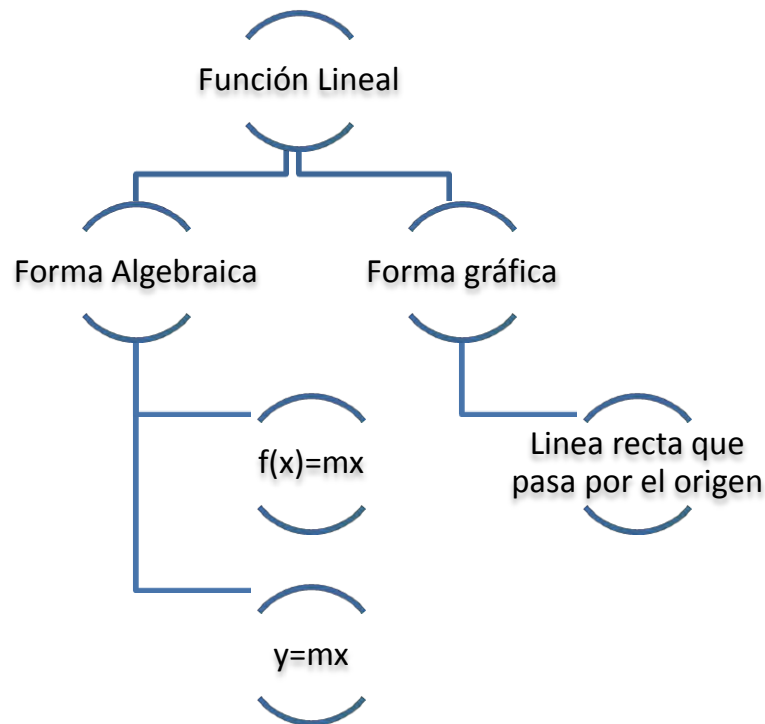 Función Lineal
Forma Algebraica
Forma gráfica
f(x)=mx
Linea recta que
pasa por el origen
y=mx